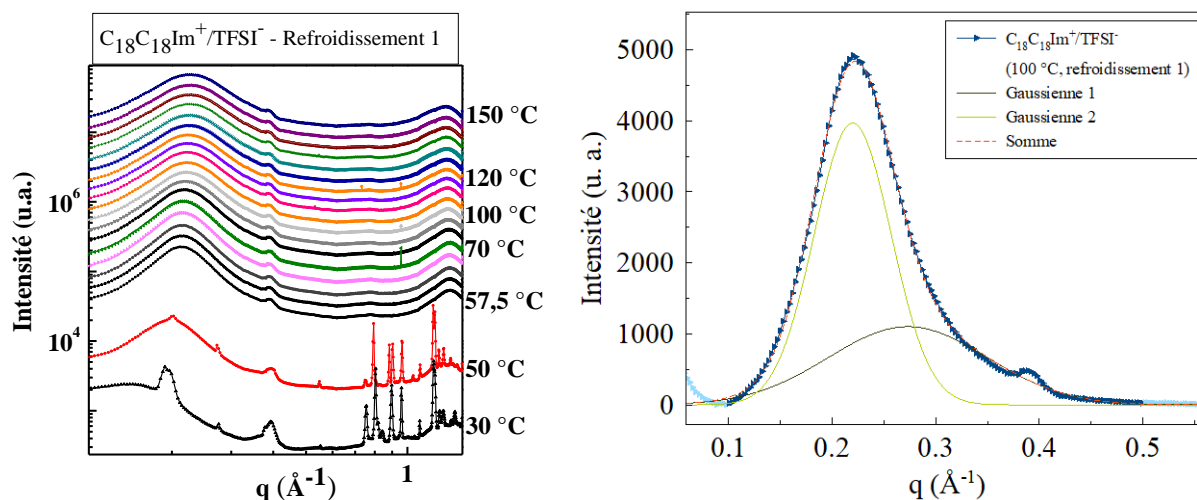 C18C18Im+/TFSI- - Refroidissement 1
Intensité (u.a.)
10^6
10^4
150 °C
120 °C
100 °C
70 °C
57,5 °C
50 °C
30 °C
1
q (Å-1)
Intensité (u. a.)
5000
4000
3000
2000
1000
0
C18C18Im+/TFSI-
(100 °C, refroidissement 1)
Gaussienne 1
Gaussienne 2
Somme
0.1 0.2 0.3 0.4 0.5
q (Å-1)